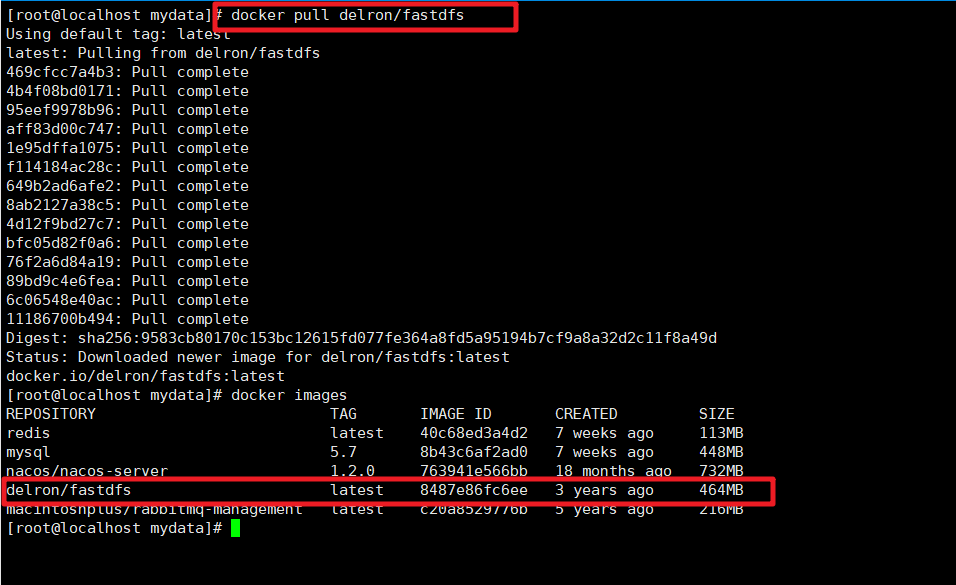 [root@localhost mydata]# docker pull delron/fastdfs
Using default tag: latest
latest: Pulling from delron/fastdfs
469cfcc7a4b3: Pull complete
4b4f08bd0171: Pull complete
95eef9978b96: Pull complete
aff83d00c747: Pull complete
1e95dffa1075: Pull complete
f114184ac28c: Pull complete
649b2ad6afe2: Pull complete
8ab2127a38c5: Pull complete
4d12f9bd27c7: Pull complete
bfc05d82f0a6: Pull complete
76f2a6d84a19: Pull complete
89bd9c4e6fea: Pull complete
6c06548e40ac: Pull complete
11186700b494: Pull complete
Digest: sha256:9583cb80170c153bc12615fd077fe364a8fd5a95194b7cf9a8a32d2c11f8a49d
Status: Downloaded newer image for delron/fastdfs:latest
docker.io/delron/fastdfs:latest
[root@localhost mydata]# docker images
REPOSITORY TAG IMAGE ID CREATED SIZE
redis latest 40c68ed3a4d2 7 weeks ago 113MB
mysql 5.7 8b43c6af2ad0 7 weeks ago 448MB
nacos/nacos-server 1.2.0 763941e566bb 18 months ago 732MB
delron/fastdfs latest 8487e86fc6ee 3 years ago 464MB
macintoshplus/rabbitmq-management latest c20a8529776b 5 years ago 216MB
[root@localhost mydata]#